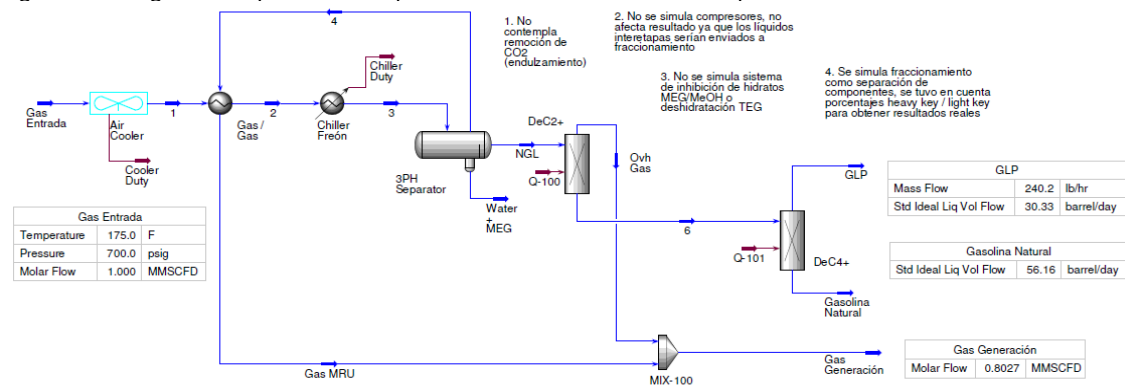 4
1. No
contempla
remoción de
CO2
(endulzamiento)
2. No se simula compresores, no
afecta resultado ya que los líquidos
interetapas serían enviados a
fraccionamiento
3. No se simula sistema
de inhibición de hidratos
MEG/MeOH o
deshidratación TEG
4. Se simula fraccionamiento
como separación de
componentes, se tuvo en cuenta
porcentajes heavy key / light key
para obtener resultados reales
Chiller
Duty
Gas
Entrada
Air
Cooler
1
Gas /
Gas
2
Chiller
Freón
3
Cooler
Duty
3PH
Separator
NGL
DeC2+
Q-100
Water
+
MEG
Ovh
Gas
6
GLP
Q-101
DeC4+
Gasolina
Natural
Gas MRU
MIX-100
Gas
Generación
Gas Entrada
Temperature 175.0 F
Pressure 700.0 psig
Molar Flow 1.000 MMSCFD
GLP
Mass Flow 240.2 lb/hr
Std Ideal Liq Vol Flow 30.33 barrel/day
Gasolina Natural
Std Ideal Liq Vol Flow 56.16 barrel/day
Gas Generación
Molar Flow 0.8027 MMSCFD